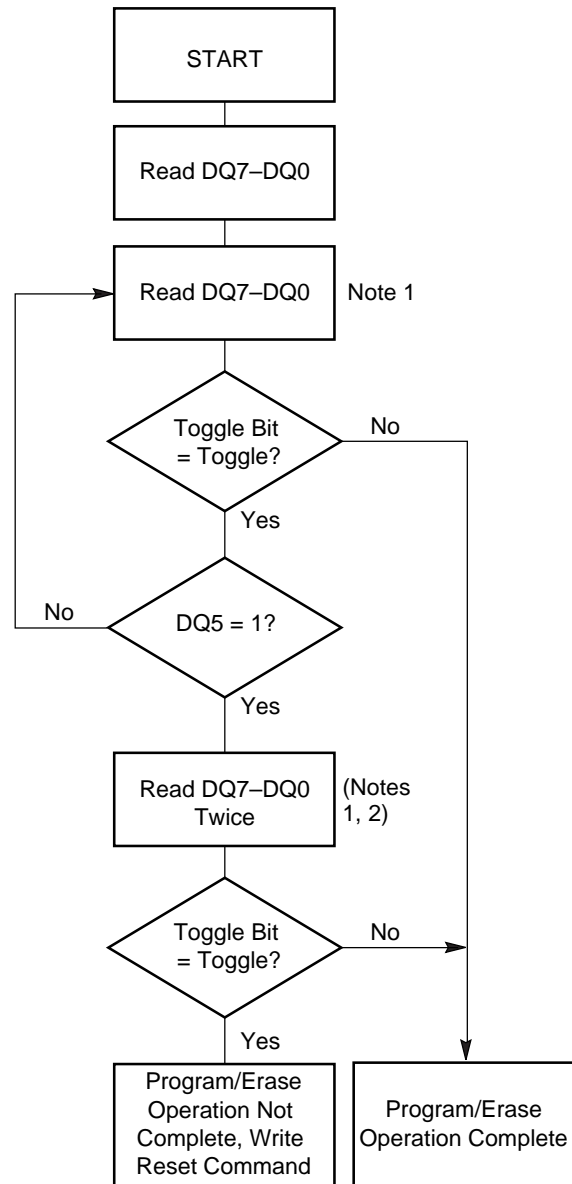 START
Read DQ7–DQ0
Read DQ7–DQ0
Note 1
Toggle Bit
= Toggle?
No
Yes
DQ5 = 1?
No
Yes
Read DQ7–DQ0
Twice
(Notes
1, 2)
Toggle Bit
= Toggle?
No
Yes
Program/Erase
Operation Not
Complete, Write
Reset Command
Program/Erase
Operation Complete